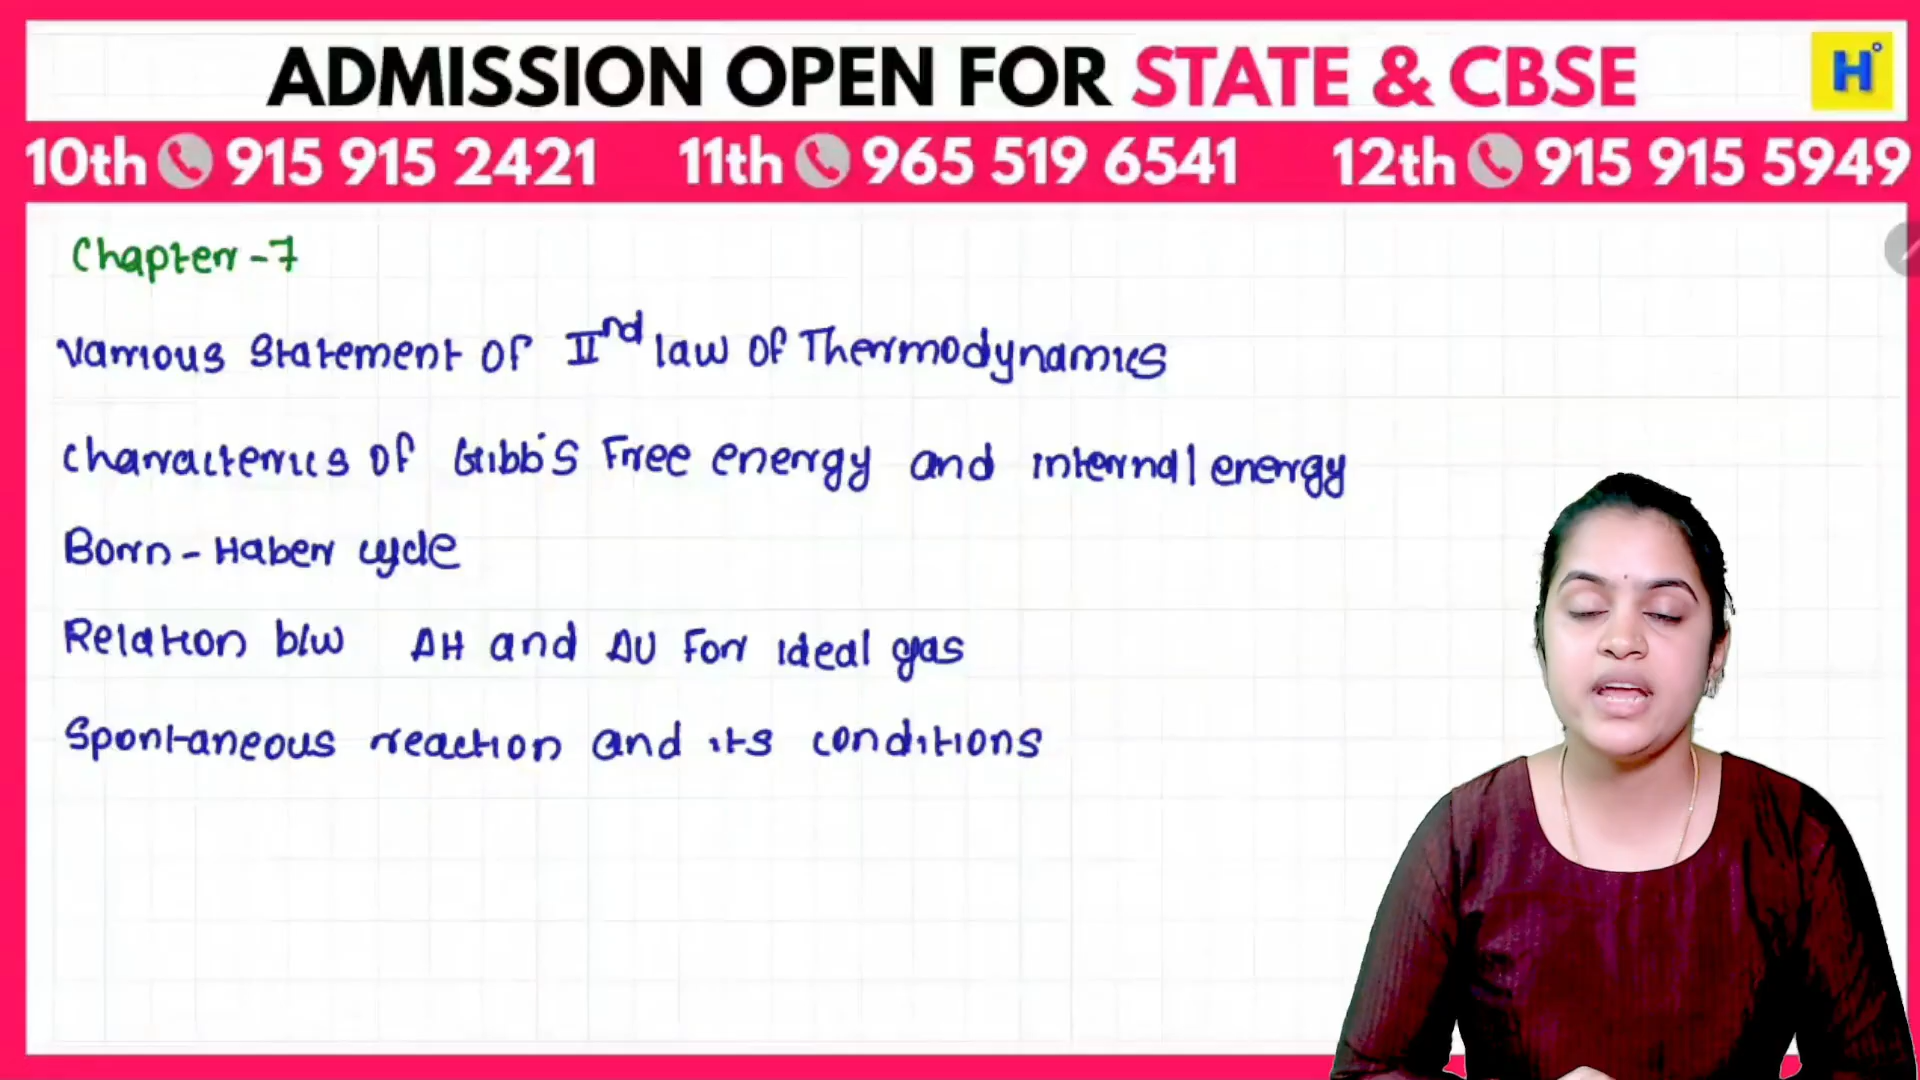 ADMISSION OPEN FOR STATE & CBSE
H°
10th 915 915 2421 11th 965 519 6541 12th 915 915 5949
Chapter-7
Various Statement of IInd law of Thermodynamics
Characterics of Gibb's Free energy and internal energy
Born-Haber cycle
Relation b/w ΔH and ΔU For ideal gas
Spontaneous reaction and its conditions